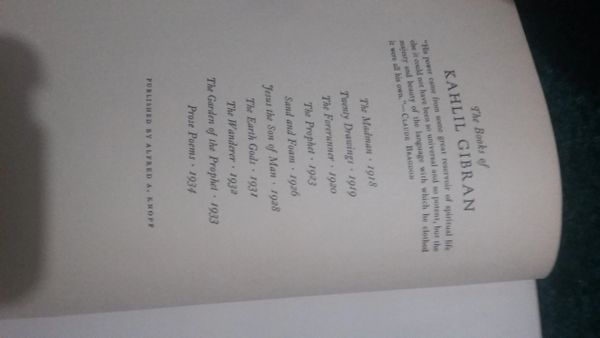 The Books of
KAHLIL GIBRAN
"His power came from some great reservoir of spiritual life
else it could not have been so universal and so potent, but the
majesty and beauty of the language with which he clothed
it were all his own."—CLAUDE BRAGDON
The Madman · 1918
Twenty Drawings · 1919
The Forerunner · 1920
The Prophet · 1923
Sand and Foam · 1926
Jesus the Son of Man · 1928
The Earth Gods · 1931
The Wanderer · 1932
The Garden of the Prophet · 1933
Prose Poems · 1934
PUBLISHED BY ALFRED A. KNOPF